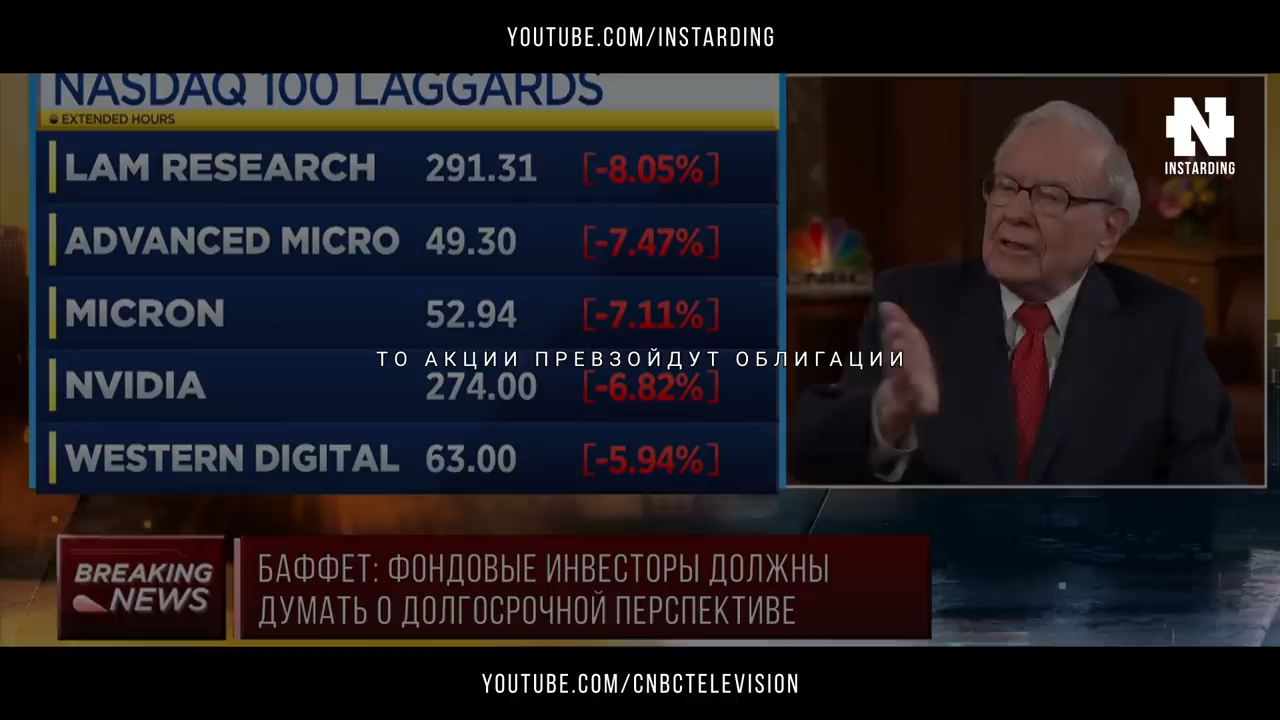 YOUTUBE.COM/INSTARDING
NASDAQ 100 LAGGARDS
EXTENDED HOURS
LAM RESEARCH 291.31 [-8.05%]
ADVANCED MICRO 49.30 [-7.47%]
MICRON 52.94 [-7.11%]
NVIDIA 274.00 [-6.82%]
WESTERN DIGITAL 63.00 [-5.94%]
N
INSTARDING
CNBC
ТО АКЦИИ ПРЕВЗОЙДУТ ОБЛИГАЦИИ
BREAKING
NEWS
БАФФЕТ: ФОНДОВЫЕ ИНВЕСТОРЫ ДОЛЖНЫ
ДУМАТЬ О ДОЛГОСРОЧНОЙ ПЕРСПЕКТИВЕ
YOUTUBE.COM/CNBCTELEVISION